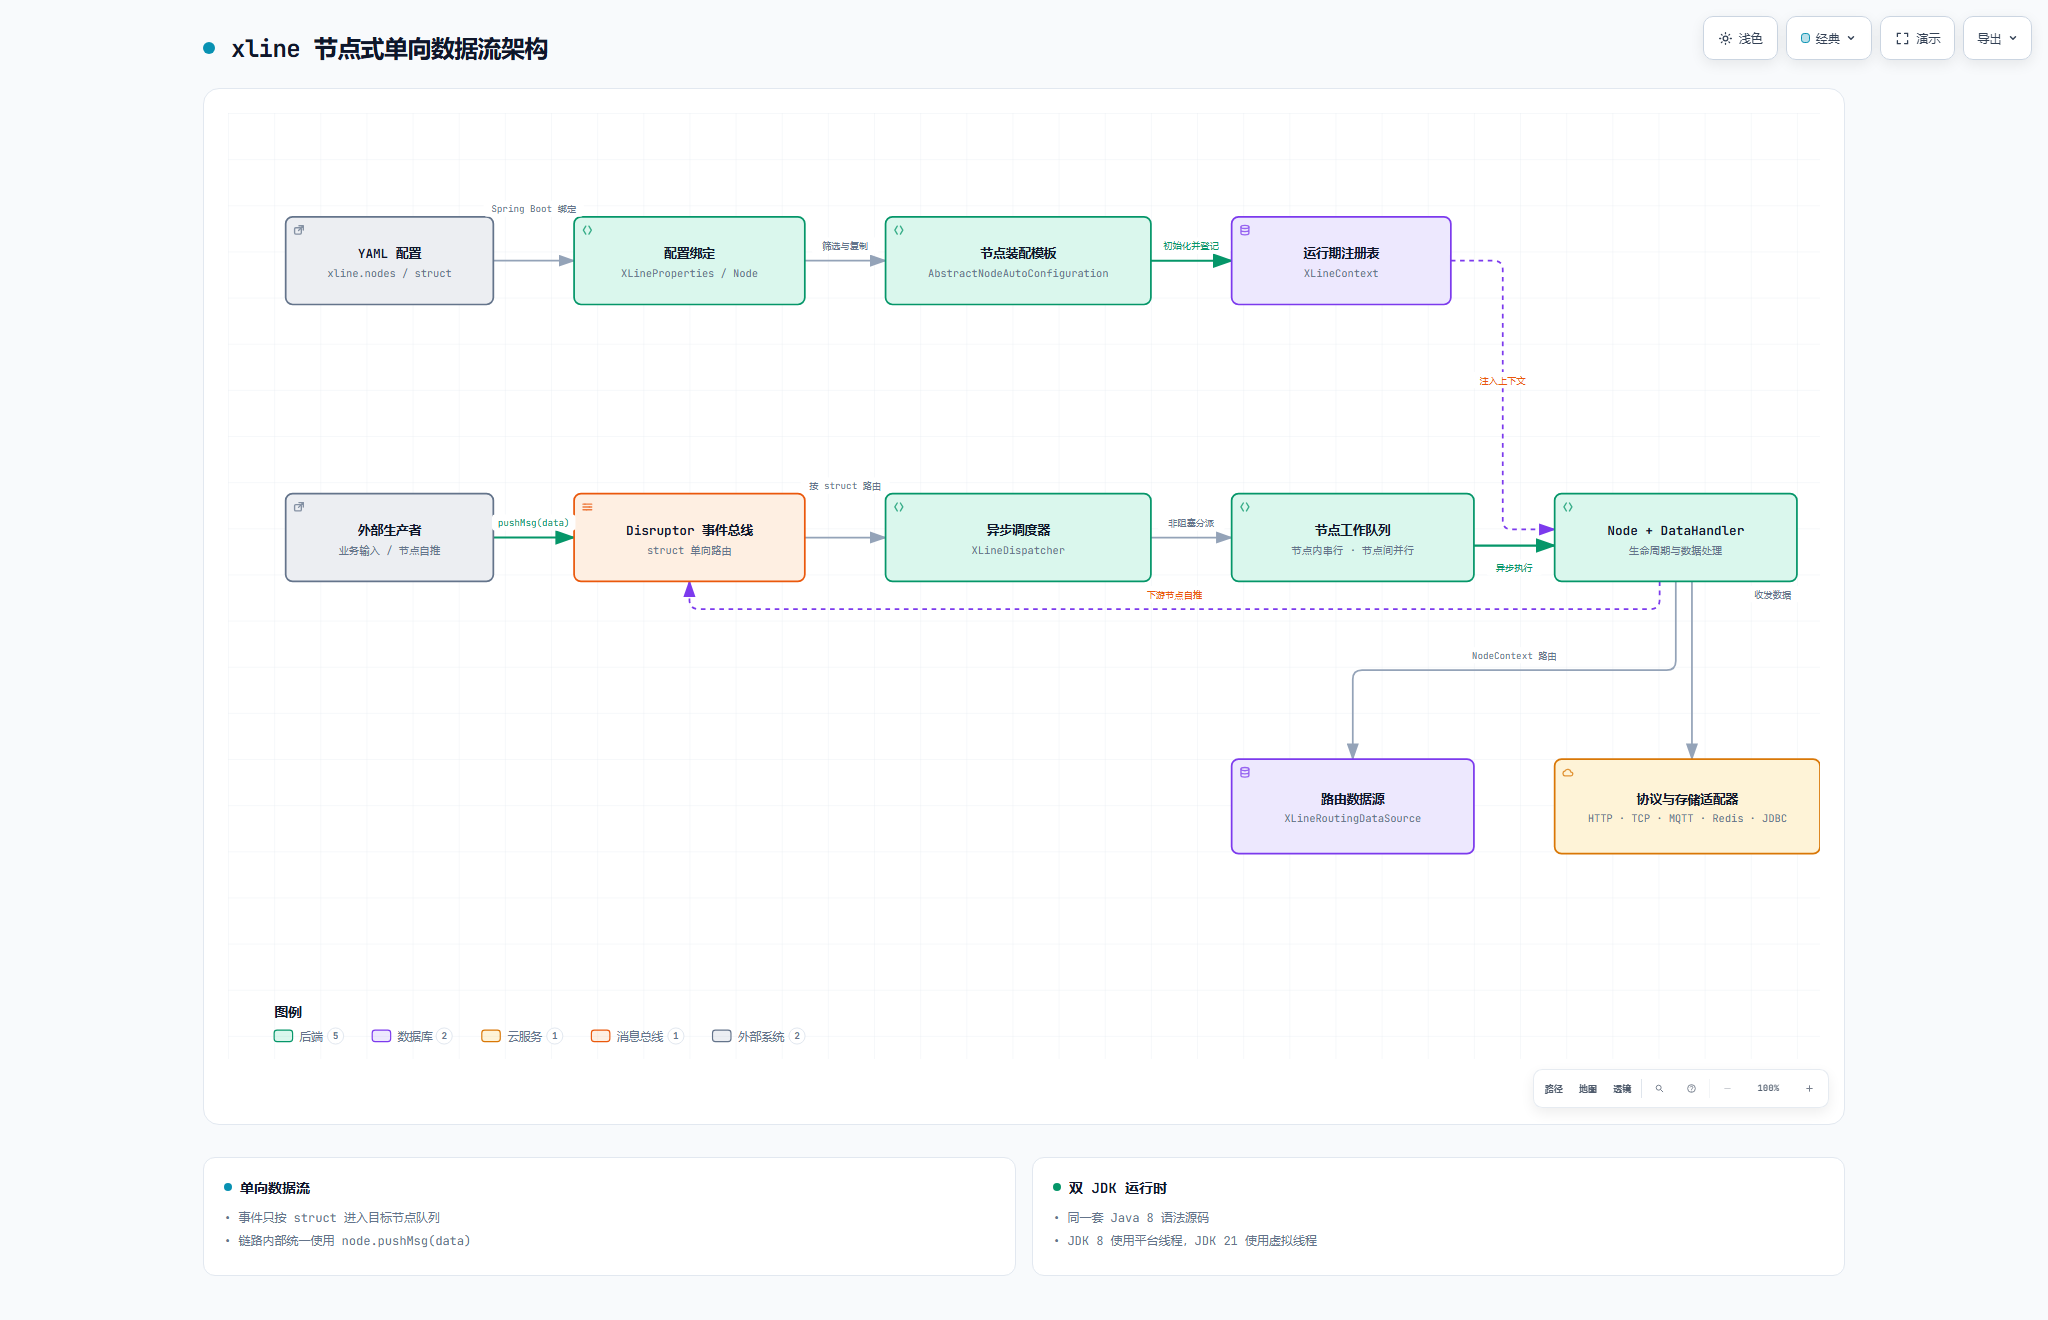 xline 节点式单向数据流架构
浅色
经典
演示
导出
Spring Boot 绑定
YAML 配置
xline.nodes / struct
配置绑定
XLineProperties / Node
筛选与复制
节点装配模板
AbstractNodeAutoConfiguration
初始化并登记
运行期注册表
XLineContext
注入上下文
外部生产者
业务输入 / 节点自推
pushMsg(data)
Disruptor 事件总线
struct 单向路由
按 struct 路由
异步调度器
XLineDispatcher
非阻塞分派
节点工作队列
节点内串行 · 节点间并行
异步执行
Node + DataHandler
生命周期与数据处理
下游节点自推
收发数据
NodeContext 路由
路由数据源
XLineRoutingDataSource
协议与存储适配器
HTTP · TCP · MQTT · Redis · JDBC
图例
后端 5
数据库 2
云服务 1
消息总线 1
外部系统 2
路径
地图
透镜
100%
单向数据流
• 事件只按 struct 进入目标节点队列
• 链路内部统一使用 node.pushMsg(data)
双 JDK 运行时
• 同一套 Java 8 语法源码
• JDK 8 使用平台线程, JDK 21 使用虚拟线程